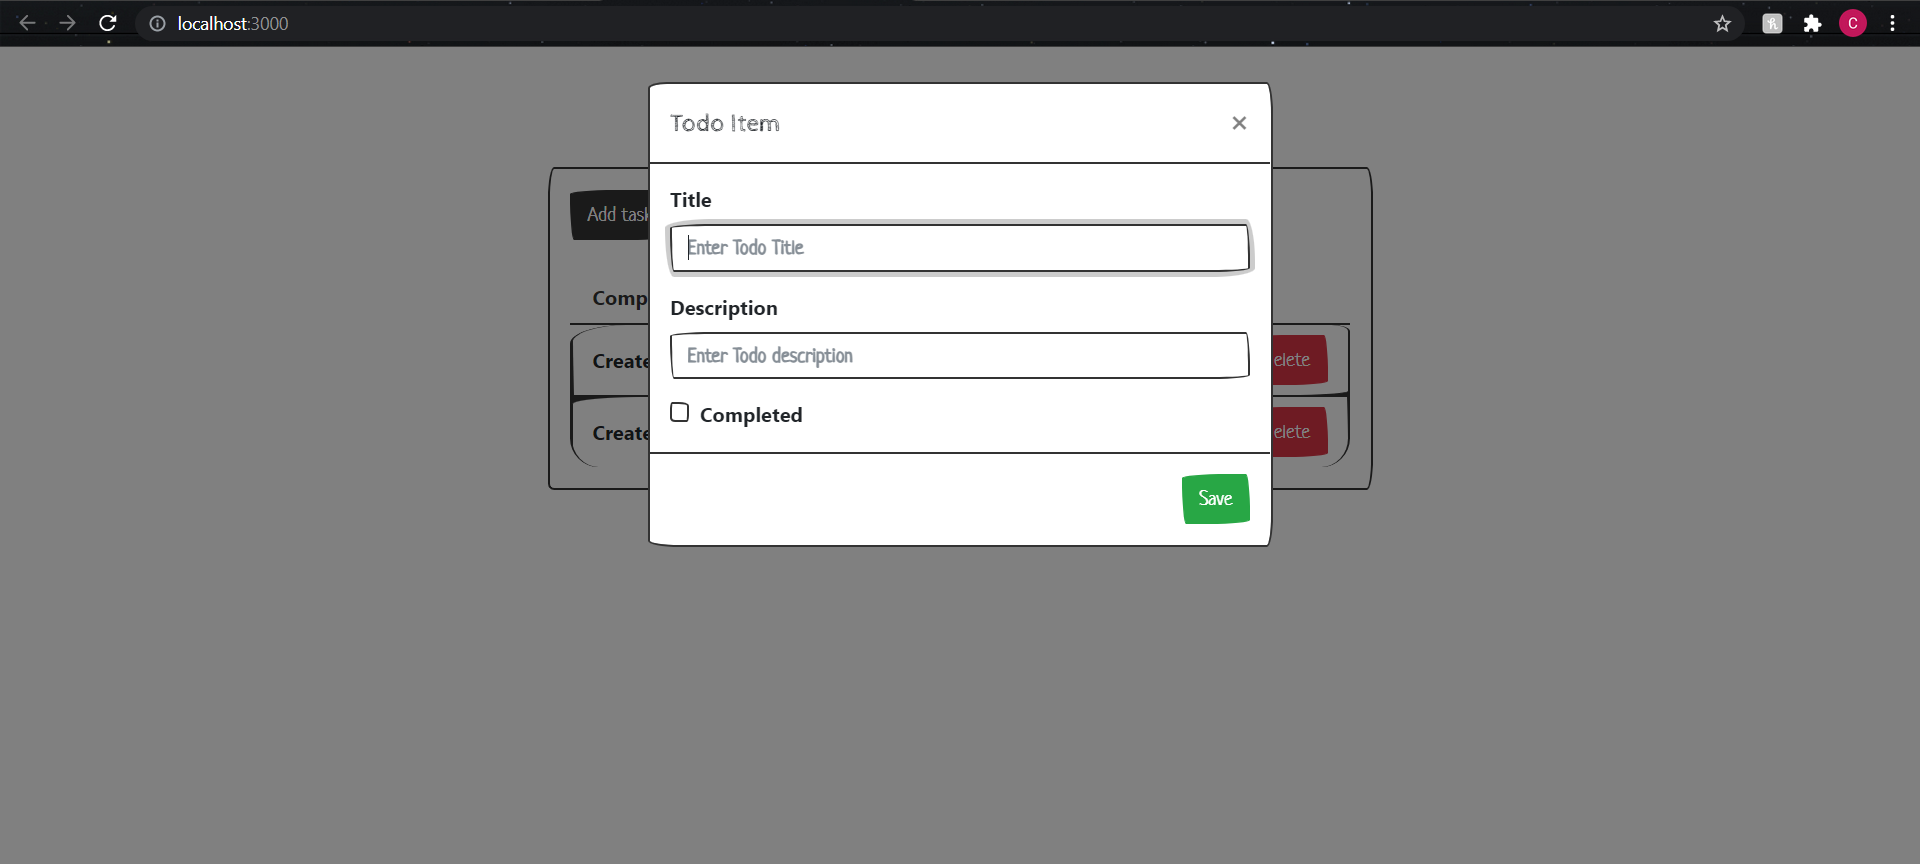 localhost:3000
C
Todo Item ×
Title
Add task
Enter Todo Title
Description
Comp
Enter Todo description
Create
elete
Completed
Create
elete
Save